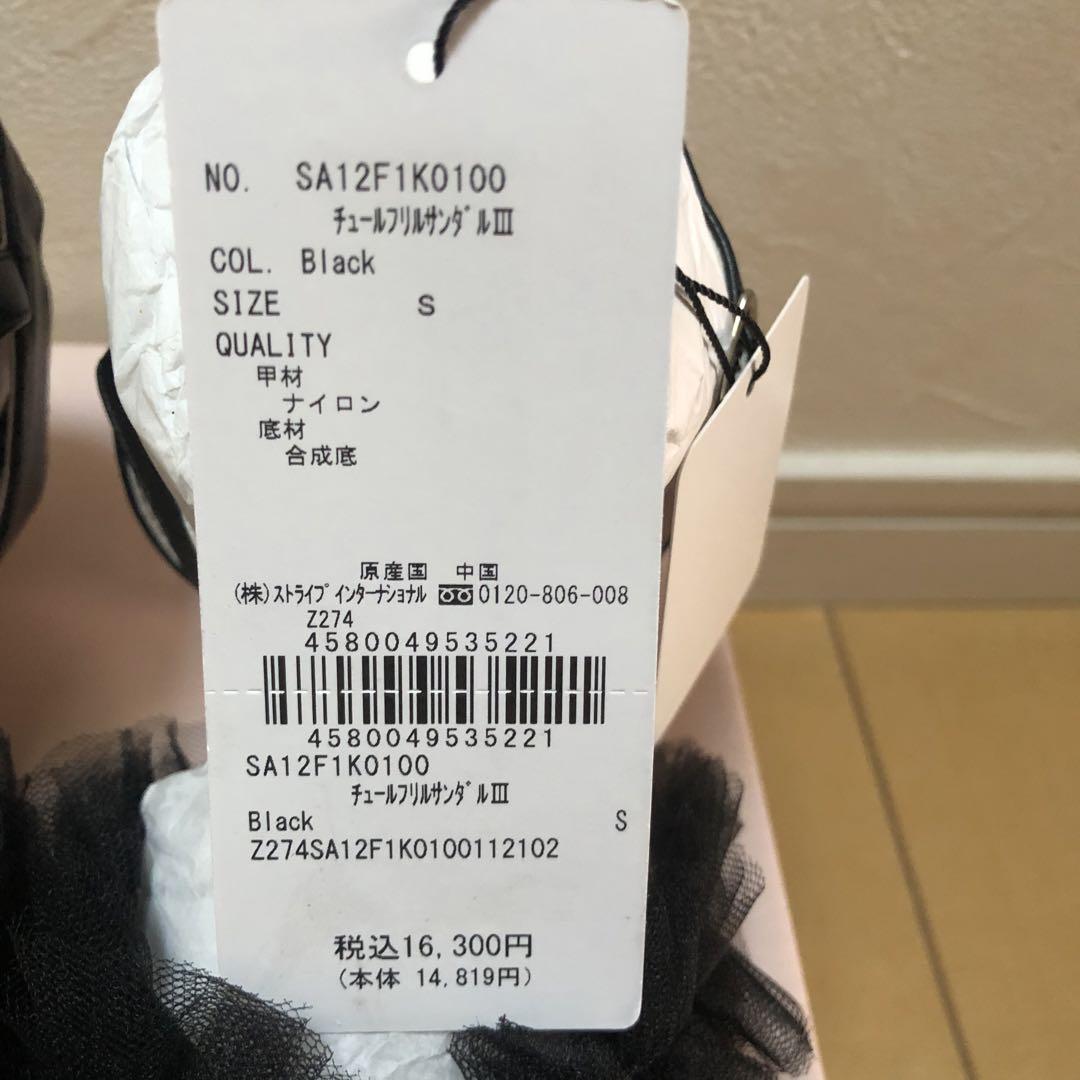 NO. SA12F1K0100
チュールフリルサンダルIII
COL. Black
SIZE S
QUALITY
甲材
ナイロン
底材
合成底
原産国 中国
(株)ストライプインターナショナル 0120-806-008
Z274
4580049535221
4580049535221
SA12F1K0100
チュールフリルサンダルIII
Black S
Z274SA12F1K0100112102
税込16,300円
(本体 14,819円)